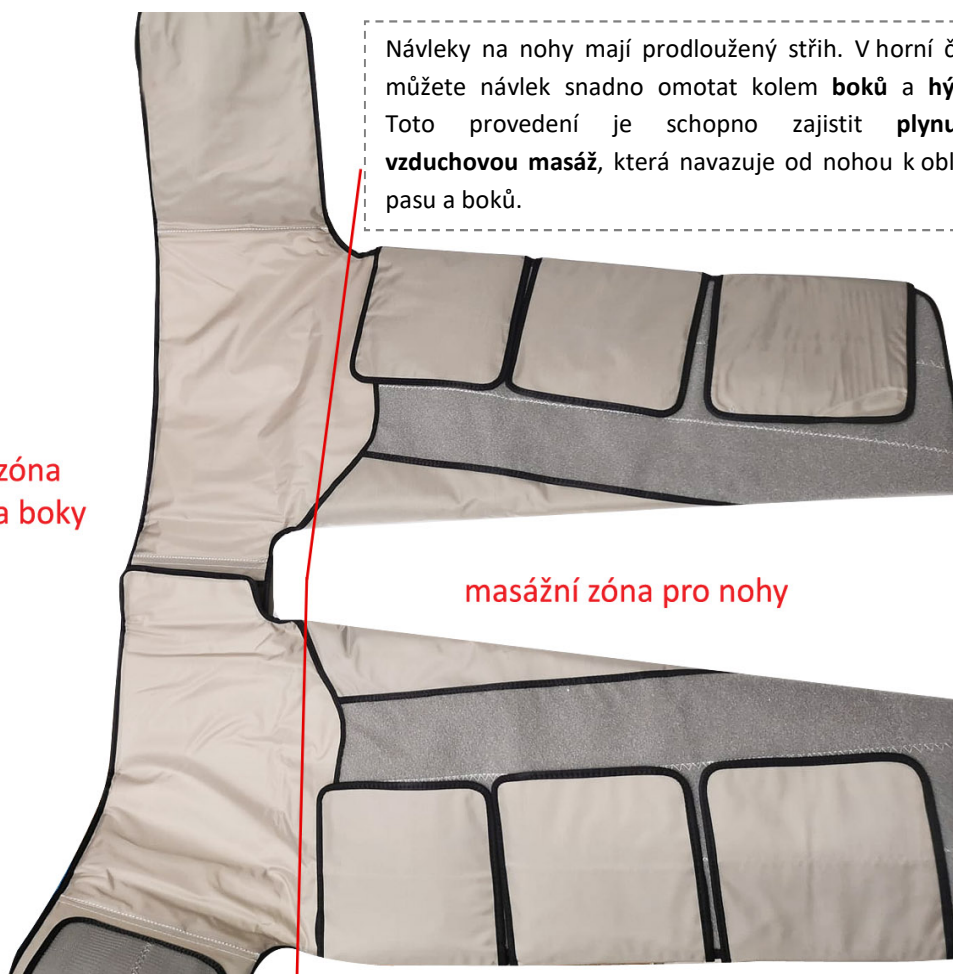 Návleky na nohy mají prodloužený střih. V horní č
můžete návlek snadno omotat kolem boků a hý
Toto provedení je schopno zajistit plynu
vzduchovou masáž, která navazuje od nohou k obl
pasu a boků.
zóna
a boky
masážní zóna pro nohy